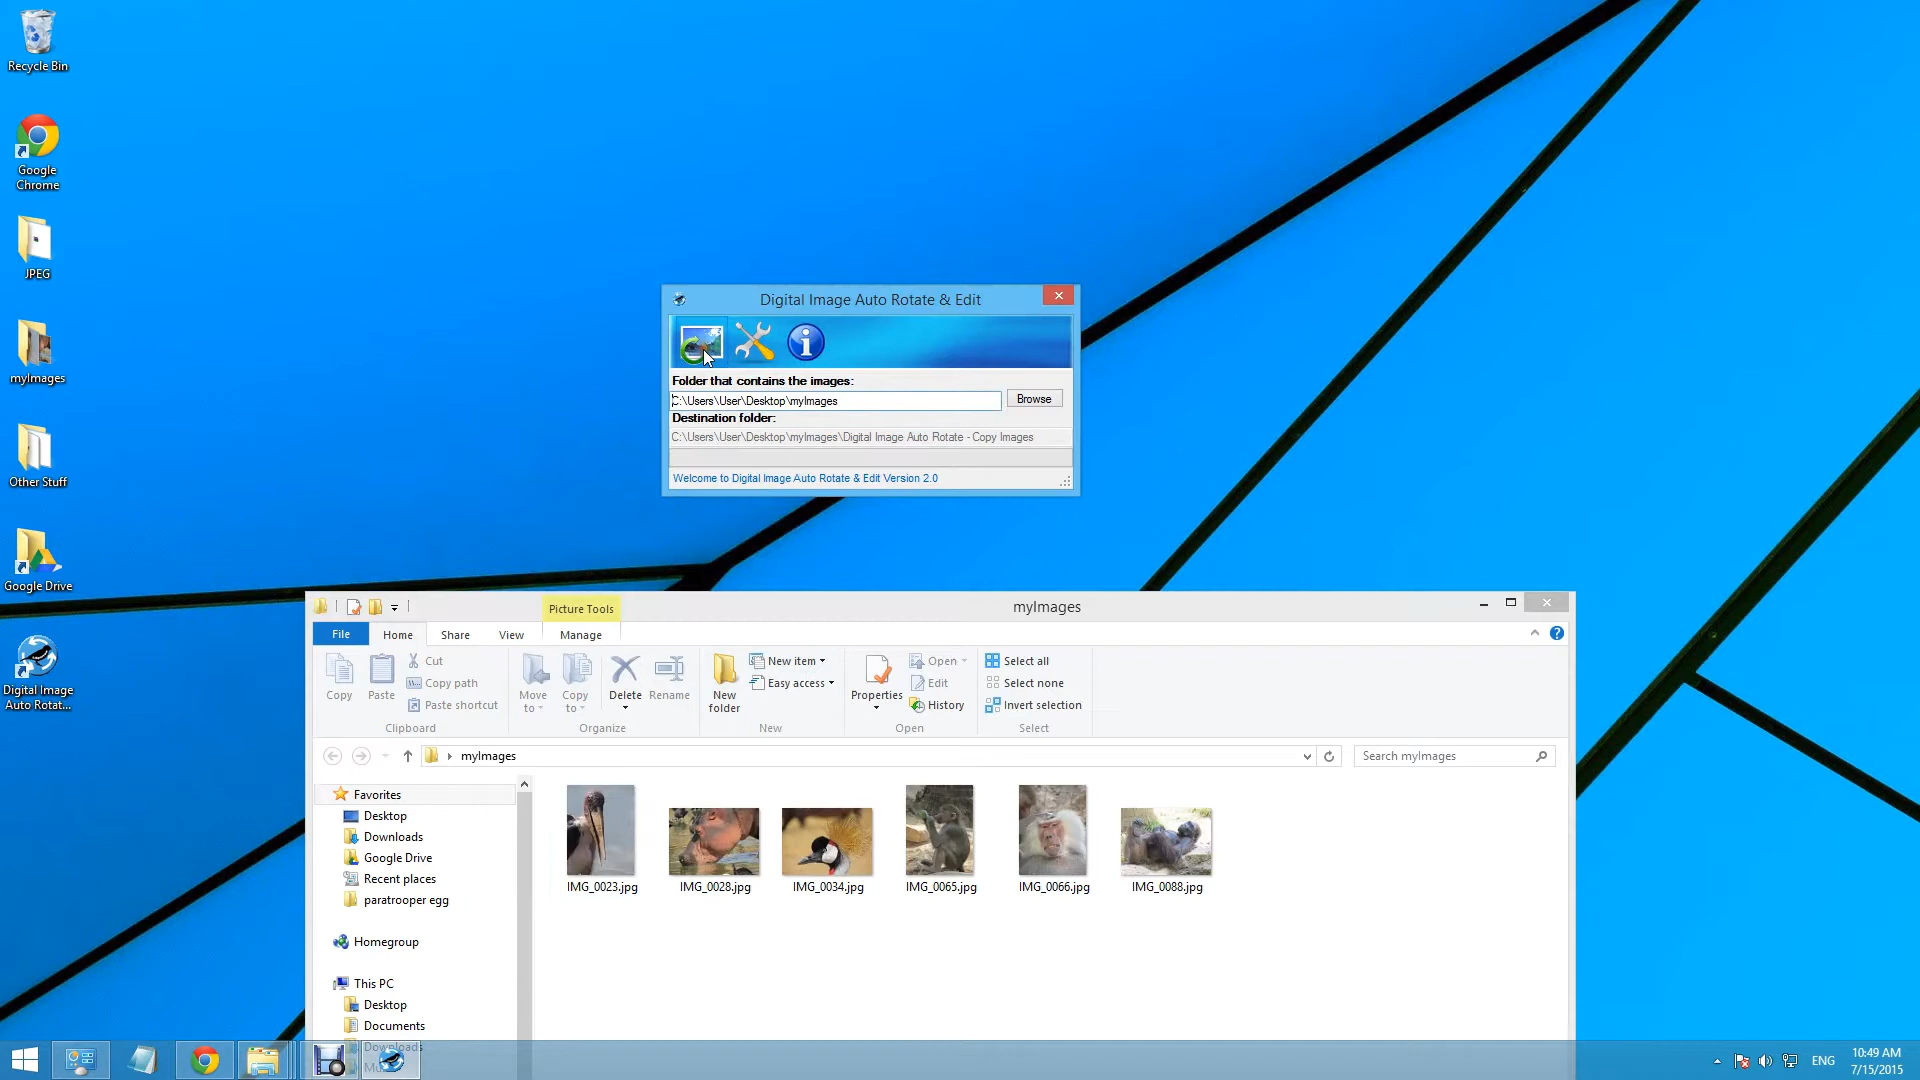 Recycle Bin
Google
Chrome
JPEG
myImages
Other Stuff
Google Drive
Digital Image
Auto Rotat...
Digital Image Auto Rotate & Edit
Folder that contains the images:
C:\Users\User\Desktop\myImages
Browse
Destination folder:
C:\Users\User\Desktop\myImages\Digital Image Auto Rotate - Copy Images
Welcome to Digital Image Auto Rotate & Edit Version 2.0
Picture Tools
myImages
File
Home
Share
View
Manage
Copy
Paste
Cut
Copy path
Paste shortcut
Clipboard
Move
to
Copy
to
Delete
Rename
Organize
New
folder
New item
Easy access
New
Properties
Open
Edit
History
Open
Select all
Select none
Invert selection
Select
myImages
Search myImages
Favorites
Desktop
Downloads
Google Drive
Recent places
paratrooper egg
Homegroup
This PC
Desktop
Documents
Downloads
IMG_0023.jpg
IMG_0028.jpg
IMG_0034.jpg
IMG_0065.jpg
IMG_0066.jpg
IMG_0088.jpg
ENG
10:49 AM
7/15/2015